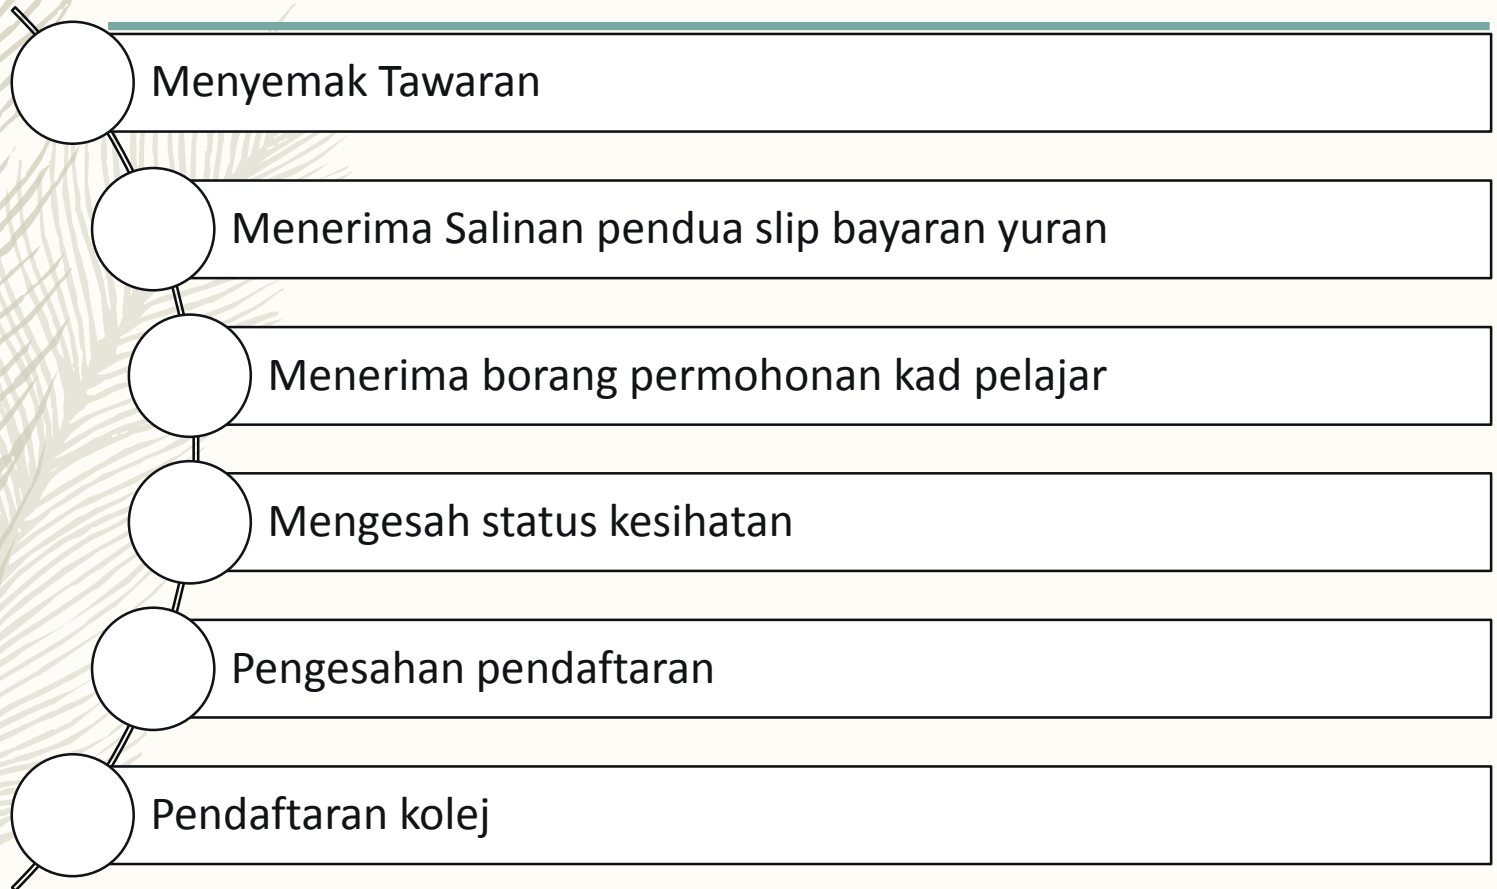 Menyemak Tawaran
Menerima Salinan pendua slip bayaran yuran
Menerima borang permohonan kad pelajar
Mengesah status kesihatan
Pengesahan pendaftaran
Pendaftaran kolej